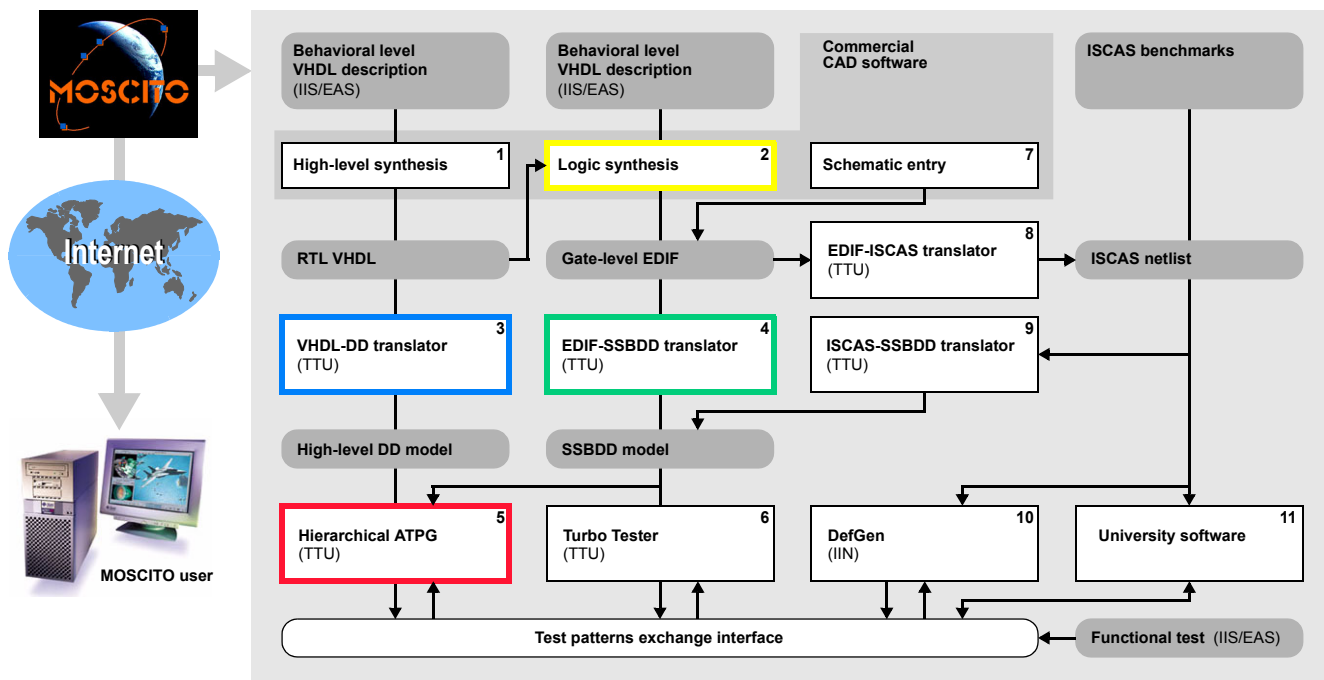 MOSCITO
Internet
MOSCITO user
Behavioral level
VHDL description
(IIS/EAS)
Behavioral level
VHDL description
(IIS/EAS)
Commercial
CAD software
ISCAS benchmarks
High-level synthesis 1
Logic synthesis 2
Schematic entry 7
RTL VHDL
Gate-level EDIF
EDIF-ISCAS translator 8
(TTU)
ISCAS netlist
VHDL-DD translator 3
(TTU)
EDIF-SSBDD translator 4
(TTU)
ISCAS-SSBDD translator 9
(TTU)
High-level DD model
SSBDD model
Hierarchical ATPG 5
(TTU)
Turbo Tester 6
(TTU)
DefGen 10
(IIN)
University software 11
Test patterns exchange interface
Functional test (IIS/EAS)